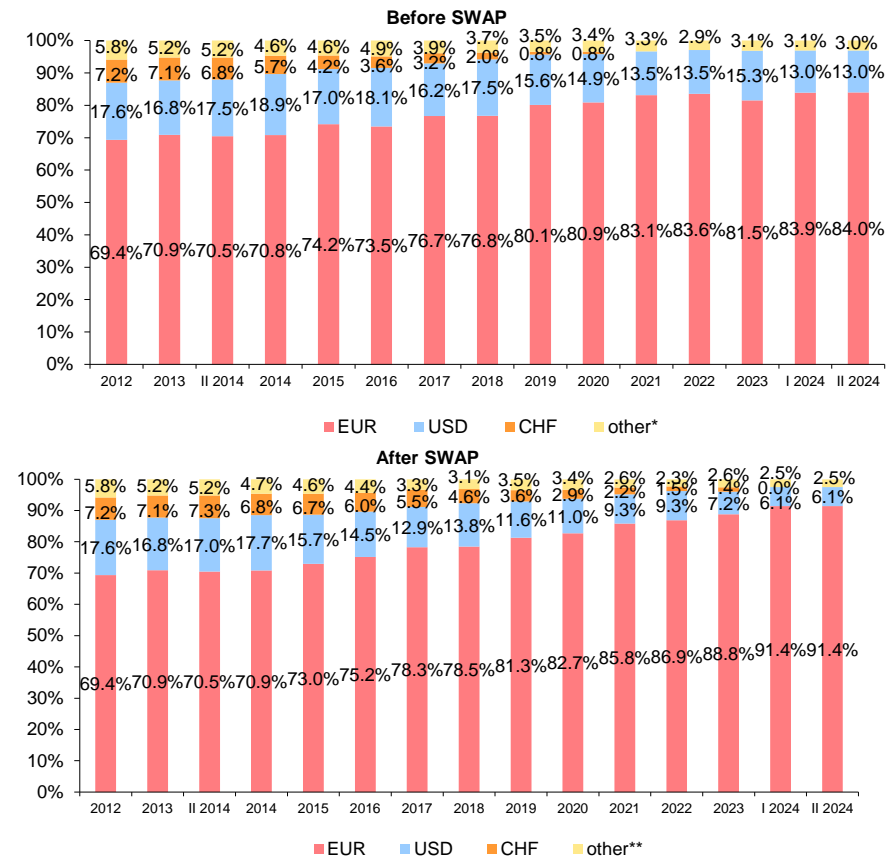 Before SWAP
100%
90%
80%
70%
60%
50%
40%
30%
20%
10%
0%
5.8% 5.2% 5.2% 4.6% 4.6% 4.9% 3.9% 3.7% 3.5% 3.4% 3.3% 2.9% 3.1% 3.1% 3.0%
7.2% 7.1% 6.8% 5.7% 4.2% 3.6% 3.2% 2.0% 0.8% 0.8%
17.6% 16.8% 17.5% 18.9% 17.0% 18.1% 16.2% 17.5% 15.6% 14.9% 13.5% 13.5% 15.3% 13.0% 13.0%
69.4% 70.9% 70.5% 70.8% 74.2% 73.5% 76.7% 76.8% 80.1% 80.9% 83.1% 83.6% 81.5% 83.9% 84.0%
2012 2013 II 2014 2014 2015 2016 2017 2018 2019 2020 2021 2022 2023 I 2024 II 2024
EUR USD CHF other*
After SWAP
100%
90%
80%
70%
60%
50%
40%
30%
20%
10%
0%
5.8% 5.2% 5.2% 4.7% 4.6% 4.4% 3.3% 3.1% 3.5% 3.4% 2.6% 2.3% 2.6% 2.5% 2.5%
7.2% 7.1% 7.3% 6.8% 6.7% 6.0% 5.5% 4.6% 3.6% 2.9% 2.2% 1.5% 1.4% 0.0%
17.6% 16.8% 17.0% 17.7% 15.7% 14.5% 12.9% 13.8% 11.6% 11.0% 9.3% 9.3% 7.2% 6.1% 6.1%
69.4% 70.9% 70.5% 70.9% 73.0% 75.2% 78.3% 78.5% 81.3% 82.7% 85.8% 86.9% 88.8% 91.4% 91.4%
2012 2013 II 2014 2014 2015 2016 2017 2018 2019 2020 2021 2022 2023 I 2024 II 2024
EUR USD CHF other**